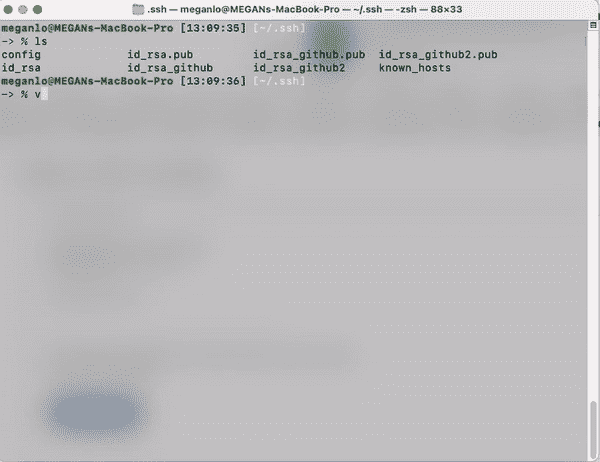 .ssh — meganlo@MEGANs-MacBook-Pro — ~/.ssh — -zsh — 88×33
meganlo@MEGANs-MacBook-Pro [13:09:35] [~/.ssh]
-> % ls
config id_rsa.pub id_rsa_github.pub id_rsa_github2.pub
id_rsa id_rsa_github id_rsa_github2 known_hosts
meganlo@MEGANs-MacBook-Pro [13:09:36] [~/.ssh]
-> % v